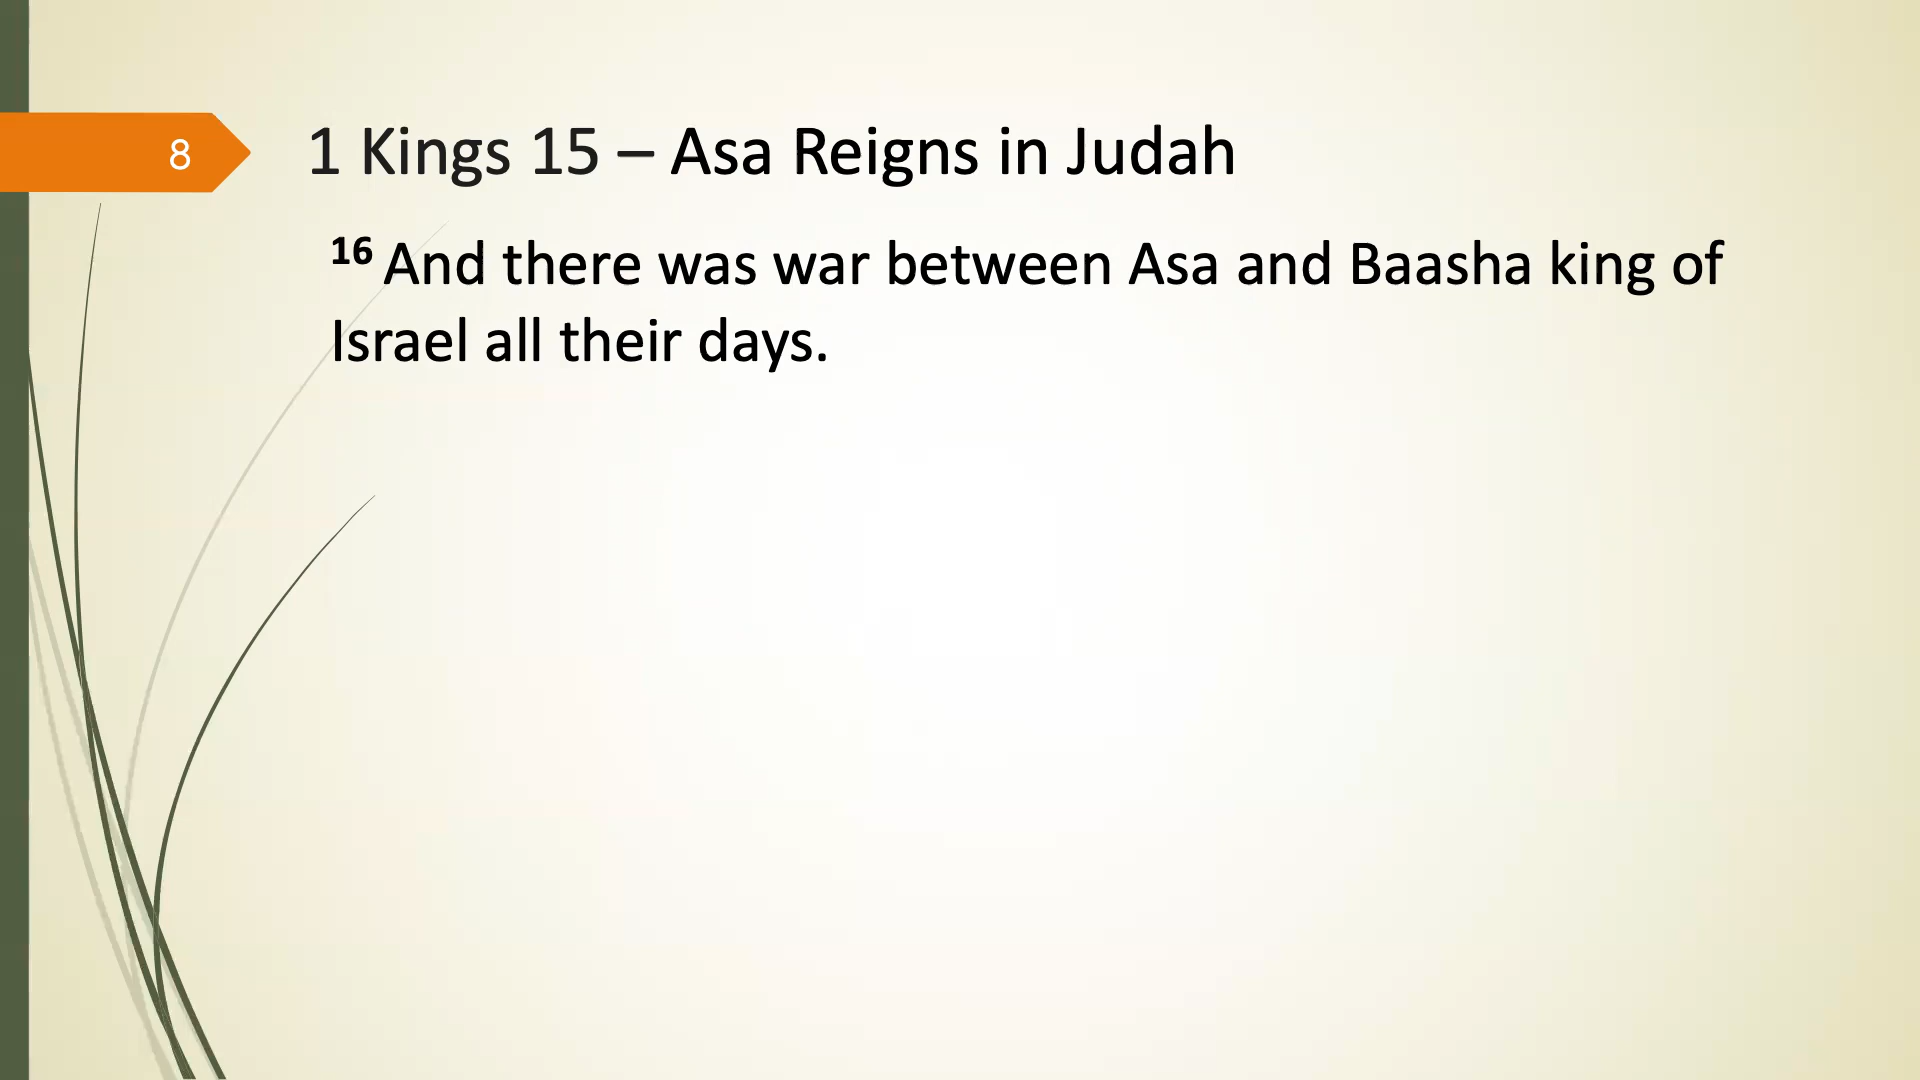 8
1 Kings 15 – Asa Reigns in Judah
16 And there was war between Asa and Baasha king of
Israel all their days.